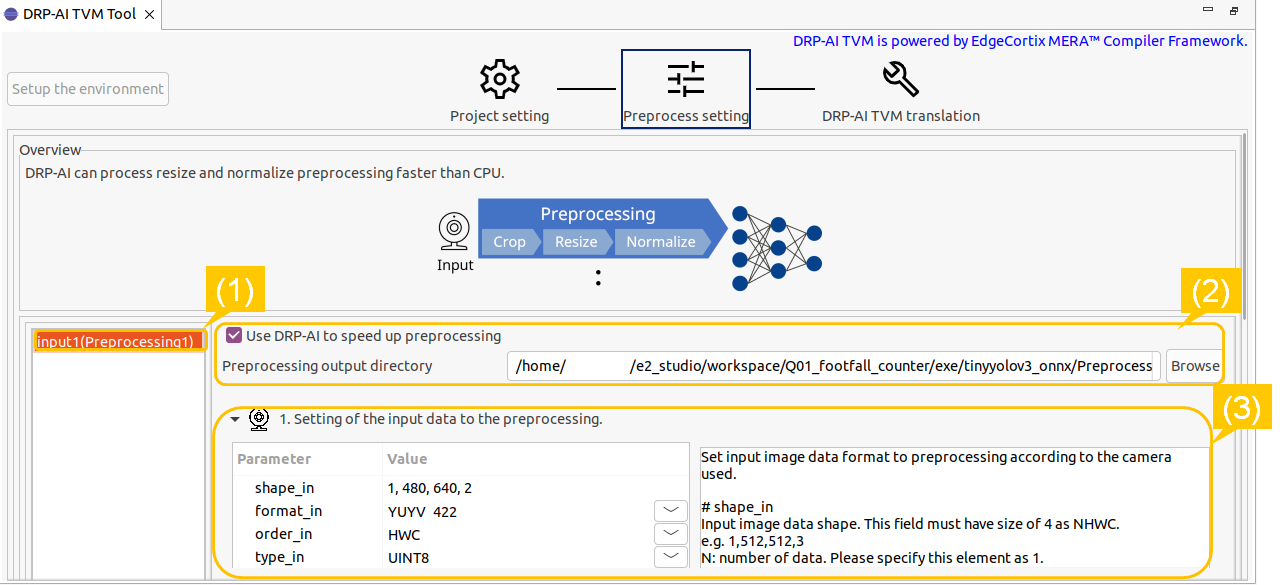 DRP-AI TVM Tool
DRP-AI TVM is powered by EdgeCortix MERA™ Compiler Framework.
Setup the environment
Project setting
Preprocess setting
DRP-AI TVM translation
Overview
DRP-AI can process resize and normalize preprocessing faster than CPU.
Preprocessing
Crop
Resize
Normalize
Input
(1)
(2)
input1(Preprocessing1)
Use DRP-AI to speed up preprocessing
Preprocessing output directory
/home/ /e2_studio/workspace/Q01_footfall_counter/exe/tinyyolov3_onnx/Preprocess
Browse
(3)
1. Setting of the input data to the preprocessing.
Parameter Value
shape_in 1, 480, 640, 2
format_in YUYV_422
order_in HWC
type_in UINT8
Set input image data format to preprocessing according to the camera
used.
# shape_in
Input image data shape. This field must have size of 4 as NHWC.
e.g. 1,512,512,3
N: number of data. Please specify this element as 1.